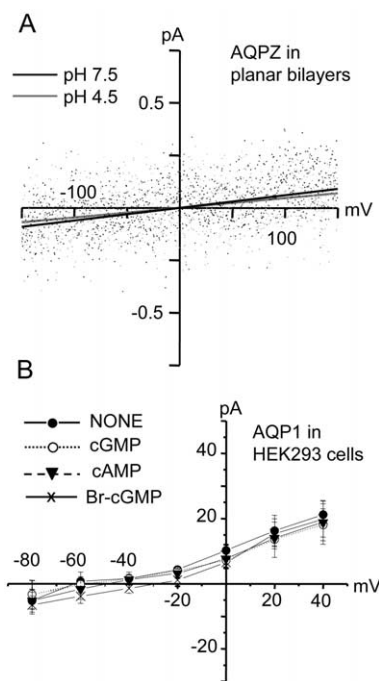 A
pA
AQPZ in
planar bilayers
pH 7.5
pH 4.5
0.5
-100
mV
100
-0.5
B
pA
NONE
cGMP
cAMP
Br-cGMP
AQP1 in
HEK293 cells
40
20
-80 -60 -40 -20
mV
0 20 40
-20